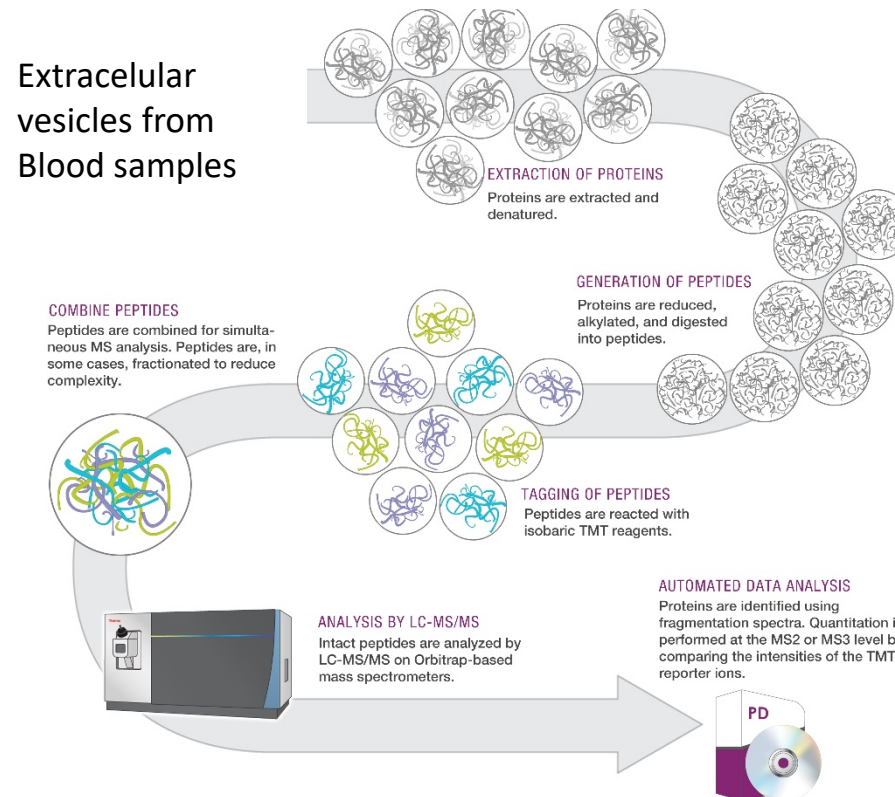 Extracelular
vesicles from
Blood samples
EXTRACTION OF PROTEINS
Proteins are extracted and
denatured.
GENERATION OF PEPTIDES
Proteins are reduced,
alkylated, and digested
into peptides.
COMBINE PEPTIDES
Peptides are combined for simulta-
neous MS analysis. Peptides are, in
some cases, fractionated to reduce
complexity.
TAGGING OF PEPTIDES
Peptides are reacted with
isobaric TMT reagents.
ANALYSIS BY LC-MS/MS
Intact peptides are analyzed by
LC-MS/MS on Orbitrap-based
mass spectrometers.
AUTOMATED DATA ANALYSIS
Proteins are identified using
fragmentation spectra. Quantitation i
performed at the MS2 or MS3 level b
comparing the intensities of the TMT
reporter ions.
PD